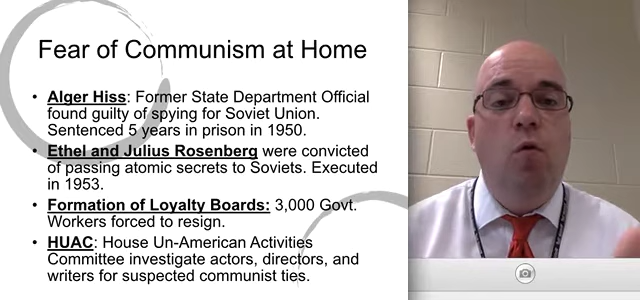 Fear of Communism at Home
• Alger Hiss: Former State Department Official
found guilty of spying for Soviet Union.
Sentenced 5 years in prison in 1950.
• Ethel and Julius Rosenberg were convicted
of passing atomic secrets to Soviets. Executed
in 1953.
• Formation of Loyalty Boards: 3,000 Govt.
Workers forced to resign.
• HUAC: House Un-American Activities
Committee investigate actors, directors, and
writers for suspected communist ties.